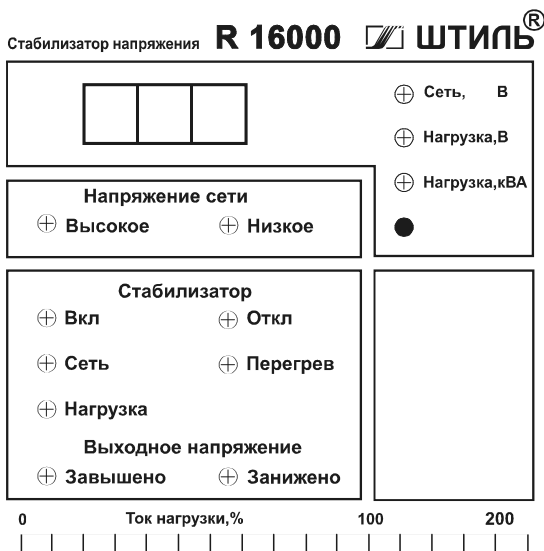 Стабилизатор напряжения R 16000 ШТИЛЬ®
Сеть, В
Нагрузка,В
Нагрузка,кВА
Напряжение сети
Высокое Низкое
Стабилизатор
Вкл Откл
Сеть Перегрев
Нагрузка
Выходное напряжение
Завышено Занижено
0 Ток нагрузки,% 100 200